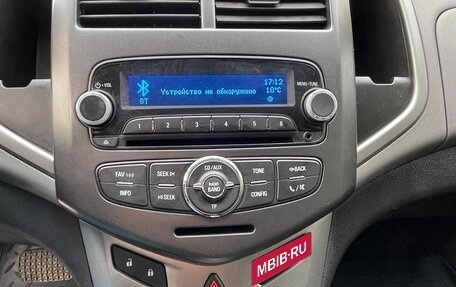 VOL
MENU-TUNE
17:12
Устройство не обнаружено
18°C
BT
1 2 3 4 5 6
CD/AUX
FAV 1-2-3
SEEK
TONE
BACK
RADIO
BAND
INFO
SEEK
CONFIG
TP
MBIB-RU